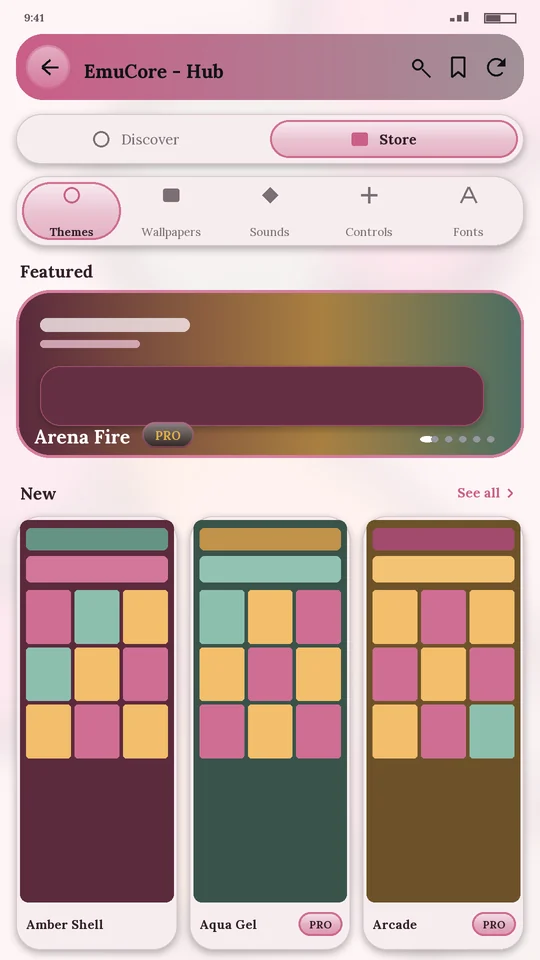 9:41
EmuCore - Hub
Discover
Store
Themes
Wallpapers
Sounds
Controls
Fonts
Featured
Arena Fire
PRO
New
See all
Amber Shell
Aqua Gel
PRO
Arcade
PRO